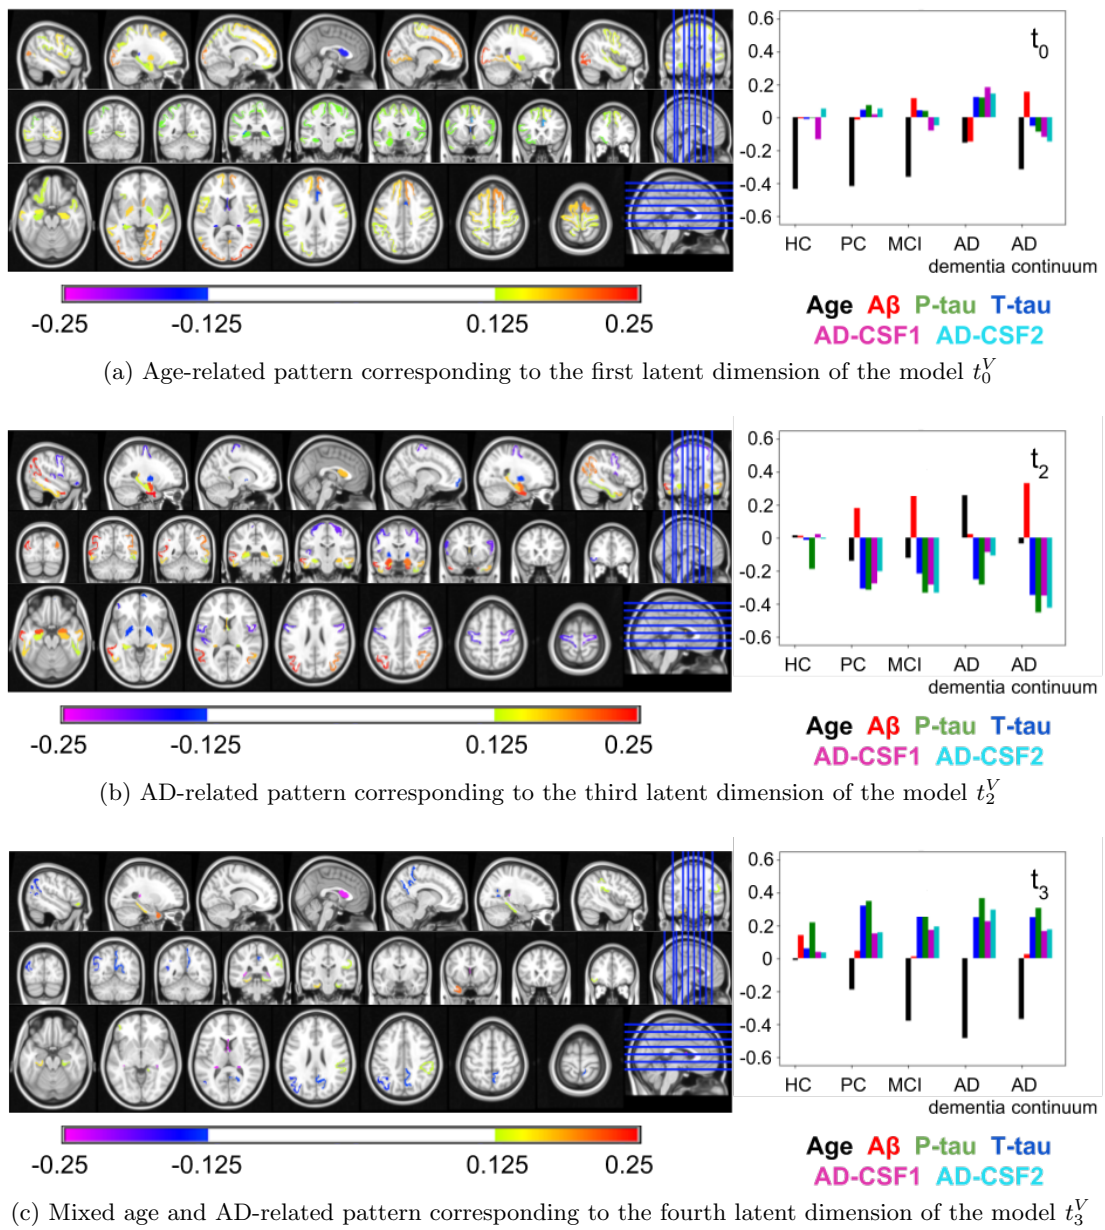 0.6
0.4
0.2
0
-0.2
-0.4
-0.6
t0
HC PC MCI AD AD
dementia continuum
-0.25 -0.125 0.125 0.25
Age Aβ P-tau T-tau
AD-CSF1 AD-CSF2
(a) Age-related pattern corresponding to the first latent dimension of the model t_0^V
0.6
0.4
0.2
0
-0.2
-0.4
-0.6
t2
HC PC MCI AD AD
dementia continuum
-0.25 -0.125 0.125 0.25
Age Aβ P-tau T-tau
AD-CSF1 AD-CSF2
(b) AD-related pattern corresponding to the third latent dimension of the model t_2^V
0.6
0.4
0.2
0
-0.2
-0.4
-0.6
t3
HC PC MCI AD AD
dementia continuum
-0.25 -0.125 0.125 0.25
Age Aβ P-tau T-tau
AD-CSF1 AD-CSF2
(c) Mixed age and AD-related pattern corresponding to the fourth latent dimension of the model t_3^V